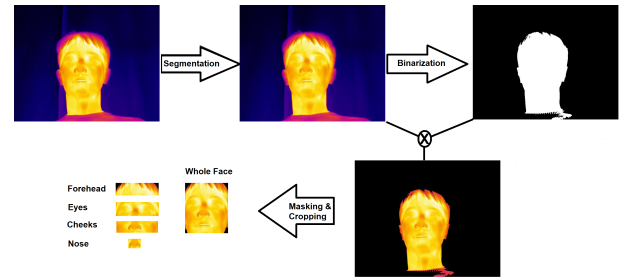 Segmentation
Binarization
X
Whole Face
Forehead
Eyes
Cheeks
Nose
Masking &
Cropping